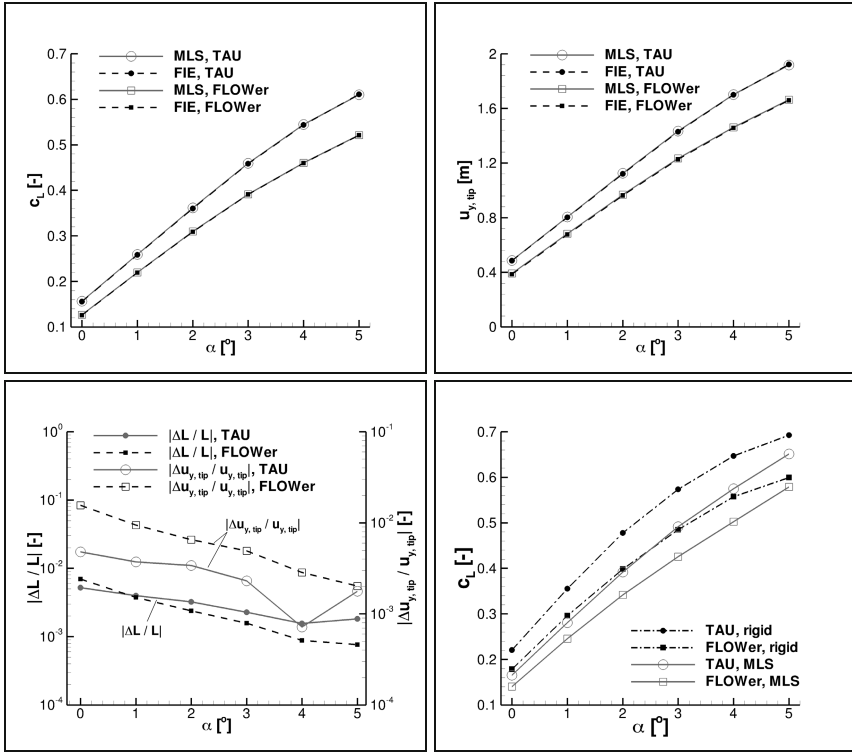 0.7
0.6
0.5
0.4
0.3
0.2
0.1
c_L [-]
MLS, TAU
FIE, TAU
MLS, FLOWer
FIE, FLOWer
0 1 2 3 4 5
α [°]
2
1.6
1.2
0.8
0.4
0
u_y, tip [m]
MLS, TAU
FIE, TAU
MLS, FLOWer
FIE, FLOWer
0 1 2 3 4 5
α [°]
10^0
10^-1
10^-2
10^-3
10^-4
|ΔL / L| [-]
|ΔL / L|, TAU
|ΔL / L|, FLOWer
|Δu_y, tip / u_y, tip|, TAU
|Δu_y, tip / u_y, tip|, FLOWer
|Δu_y, tip / u_y, tip|
|ΔL / L|
10^-1
10^-2
10^-3
10^-4
|Δu_y, tip / u_y, tip| [-]
0 1 2 3 4 5
α [°]
0.7
0.6
0.5
0.4
0.3
0.2
0.1
c_L [-]
TAU, rigid
FLOWer, rigid
TAU, MLS
FLOWer, MLS
0 1 2 3 4 5
α [°]